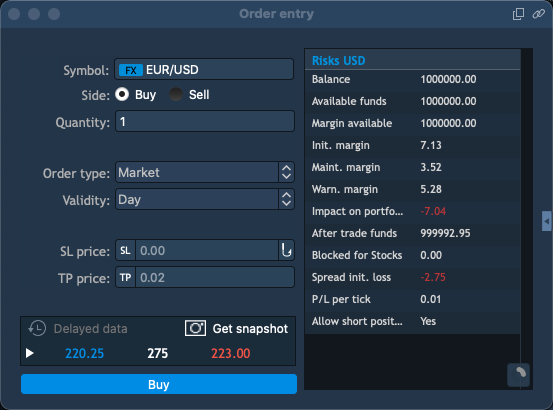 Order entry
Symbol: FX EUR/USD
Side: Buy Sell
Quantity: 1
Order type: Market
Validity: Day
SL price: SL 0.00
TP price: TP 0.02
Delayed data Get snapshot
220.25 275 223.00
Buy
Risks USD
Balance 1000000.00
Available funds 1000000.00
Margin available 1000000.00
Init. margin 7.13
Maint. margin 3.52
Warn. margin 5.28
Impact on portfo... -7.04
After trade funds 999992.95
Blocked for Stocks 0.00
Spread init. loss -2.75
P/L per tick 0.01
Allow short posit... Yes